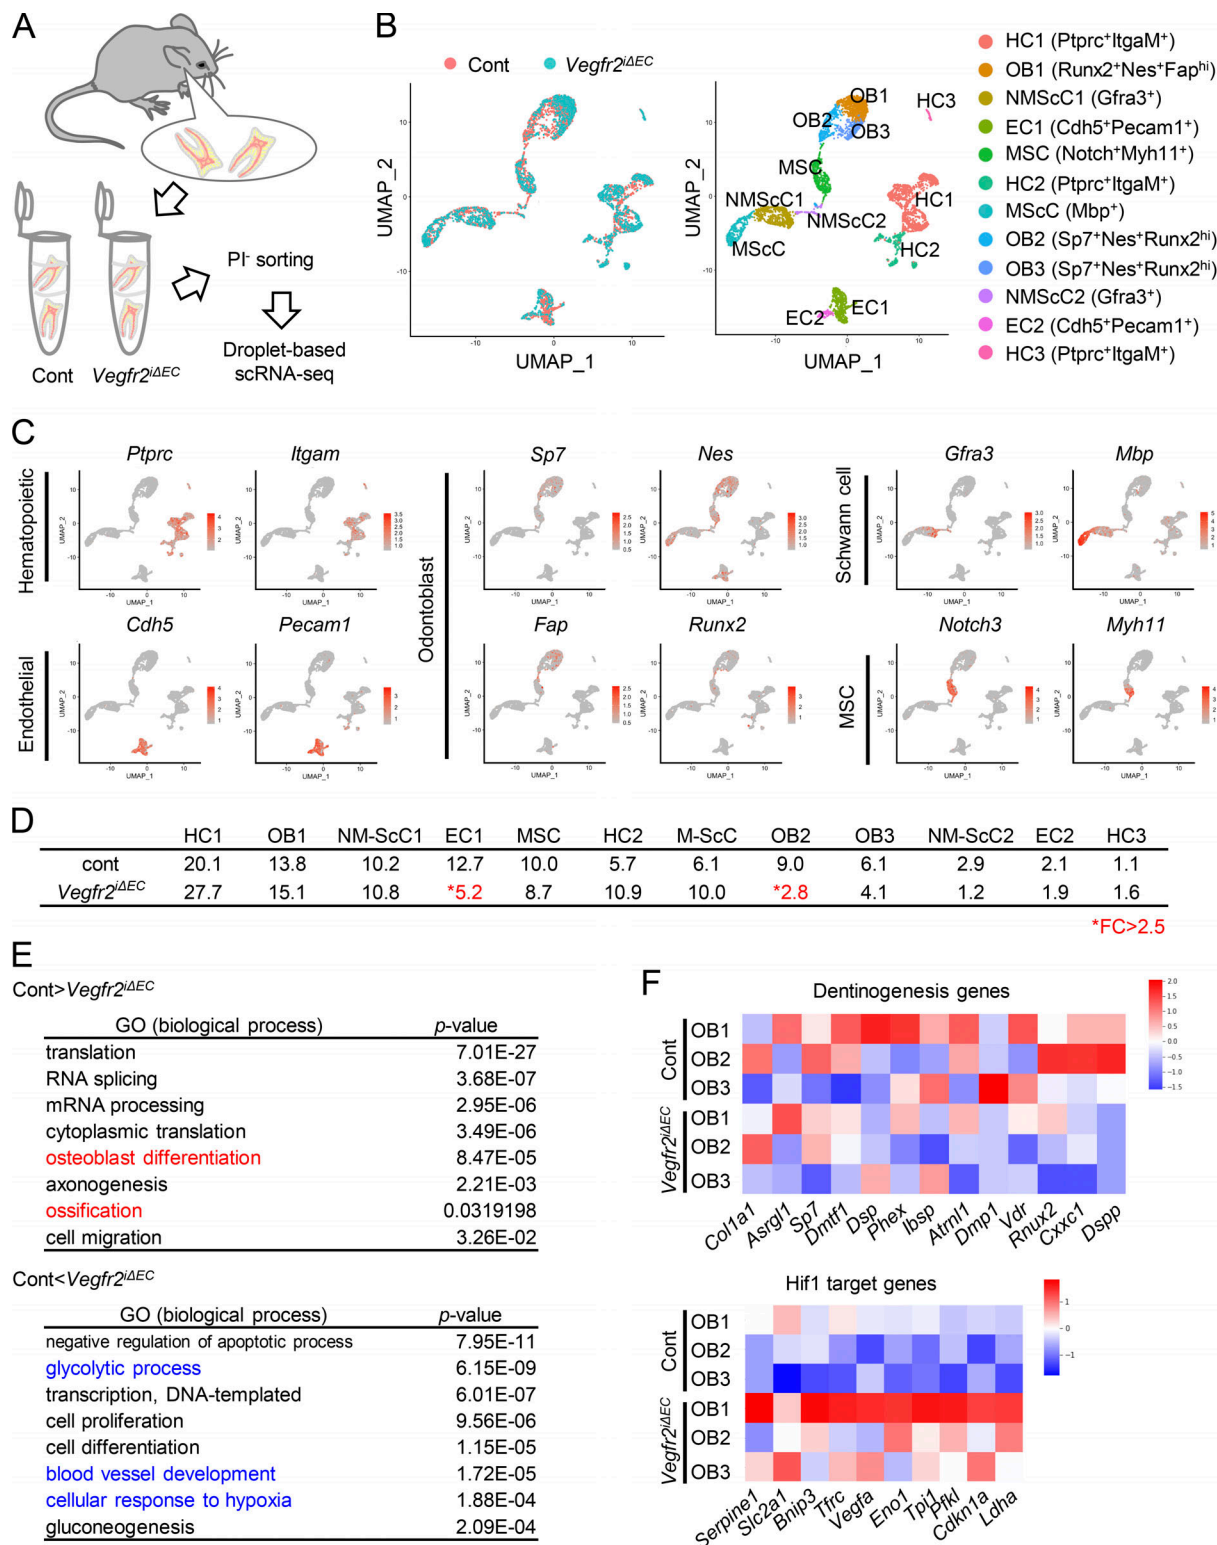 A
Cont
Vegfr2iΔEC
PI- sorting
Droplet-based
scRNA-seq
B
Cont
Vegfr2iΔEC
UMAP_2
10
0
-10
-10
0
10
UMAP_1
UMAP_2
10
0
-10
-10
0
10
UMAP_1
OB1
HC3
OB2
OB3
MSC
HC1
NMScC1
NMScC2
MScC
HC2
EC2
EC1
HC1 (Ptprc+ItgaM+)
OB1 (Runx2+Nes+Faphi)
NMScC1 (Gfra3+)
EC1 (Cdh5+Pecam1+)
MSC (Notch+Myh11+)
HC2 (Ptprc+ItgaM+)
MScC (Mbp+)
OB2 (Sp7+Nes+Runx2hi)
OB3 (Sp7+Nes+Runx2hi)
NMScC2 (Gfra3+)
EC2 (Cdh5+Pecam1+)
HC3 (Ptprc+ItgaM+)
C
Hematopoietic
Ptprc
Itgam
Endothelial
Cdh5
Pecam1
Odontoblast
Sp7
Nes
Fap
Runx2
Schwann cell
Gfra3
Mbp
MSC
Notch3
Myh11
UMAP_1
UMAP_2
D
HC1 OB1 NM-ScC1 EC1 MSC HC2 M-ScC OB2 OB3 NM-ScC2 EC2 HC3
cont 20.1 13.8 10.2 12.7 10.0 5.7 6.1 9.0 6.1 2.9 2.1 1.1
Vegfr2iΔEC 27.7 15.1 10.8 *5.2 8.7 10.9 10.0 *2.8 4.1 1.2 1.9 1.6
*FC>2.5
E
Cont>Vegfr2iΔEC
GO (biological process) p-value
translation 7.01E-27
RNA splicing 3.68E-07
mRNA processing 2.95E-06
cytoplasmic translation 3.49E-06
osteoblast differentiation 8.47E-05
axonogenesis 2.21E-03
ossification 0.0319198
cell migration 3.26E-02
Cont<Vegfr2iΔEC
GO (biological process) p-value
negative regulation of apoptotic process 7.95E-11
glycolytic process 6.15E-09
transcription, DNA-templated 6.01E-07
cell proliferation 9.56E-06
cell differentiation 1.15E-05
blood vessel development 1.72E-05
cellular response to hypoxia 1.88E-04
gluconeogenesis 2.09E-04
F
Dentinogenesis genes
Cont
OB1
OB2
OB3
Vegfr2iΔEC
OB1
OB2
OB3
Col1a1 Asrgl1 Sp7 Dmtf1 Dsp Phex Ibsp Atrnl1 Dmp1 Vdr Rnux2 Cxxc1 Dspp
2.0
1.5
1.0
0.5
0.0
-0.5
-1.0
-1.5
Hif1 target genes
Cont
OB1
OB2
OB3
Vegfr2iΔEC
OB1
OB2
OB3
Serpine1 Slc2a1 Bnip3 Tfrc Vegfa Eno1 Tpi1 Pfkl Cdkn1a Ldha
1
0
-1